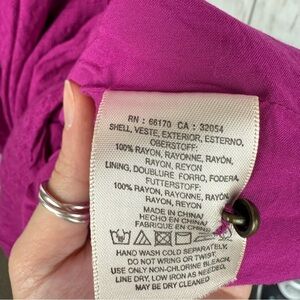 RN : 66170 CA : 32054
SHELL, VESTE, EXTERIOR, ESTERNO,
OBERSTOFF:
100% RAYON, RAYONNE, RAYÓN,
RAYON, REYON
LINING, DOUBLURE FORRO, FODERA
FUTTERSTOFF:
100% RAYON, RAYONNE, RAYÓN,
RAYON, REYON
MADE IN CHINA/
HECHO EN CHINA/
FABRIQUE EN CHINE
HAND WASH COLD SEPARATELY,
DO NOT WRING OR TWIST.
USE ONLY NON-CHLORINE BLEACH,
LINE DRY, LOW IRON AS NEEDED,
MAY BE DRY CLEANED